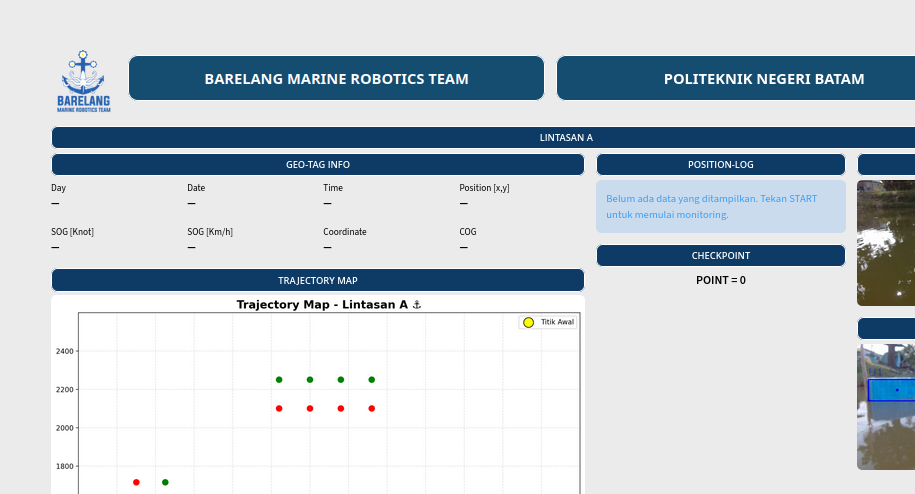 BARELANG
MARINE ROBOTICS TEAM
BARELANG MARINE ROBOTICS TEAM
POLITEKNIK NEGERI BATAM
LINTASAN A
GEO-TAG INFO
POSITION-LOG
Day
Date
Time
Position [x,y]
—
—
—
—
SOG [Knot]
SOG [Km/h]
Coordinate
COG
—
—
—
—
Belum ada data yang ditampilkan. Tekan START
untuk memulai monitoring.
CHECKPOINT
POINT = 0
TRAJECTORY MAP
Trajectory Map - Lintasan A ⚓
Titik Awal
2400
2200
2000
1800